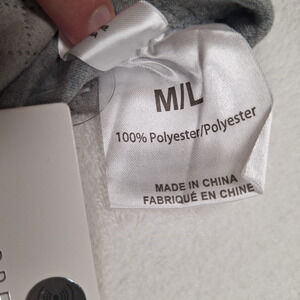 M/L
100% Polyester/Polyester
MADE IN CHINA
FABRIQUÉ EN CHINE